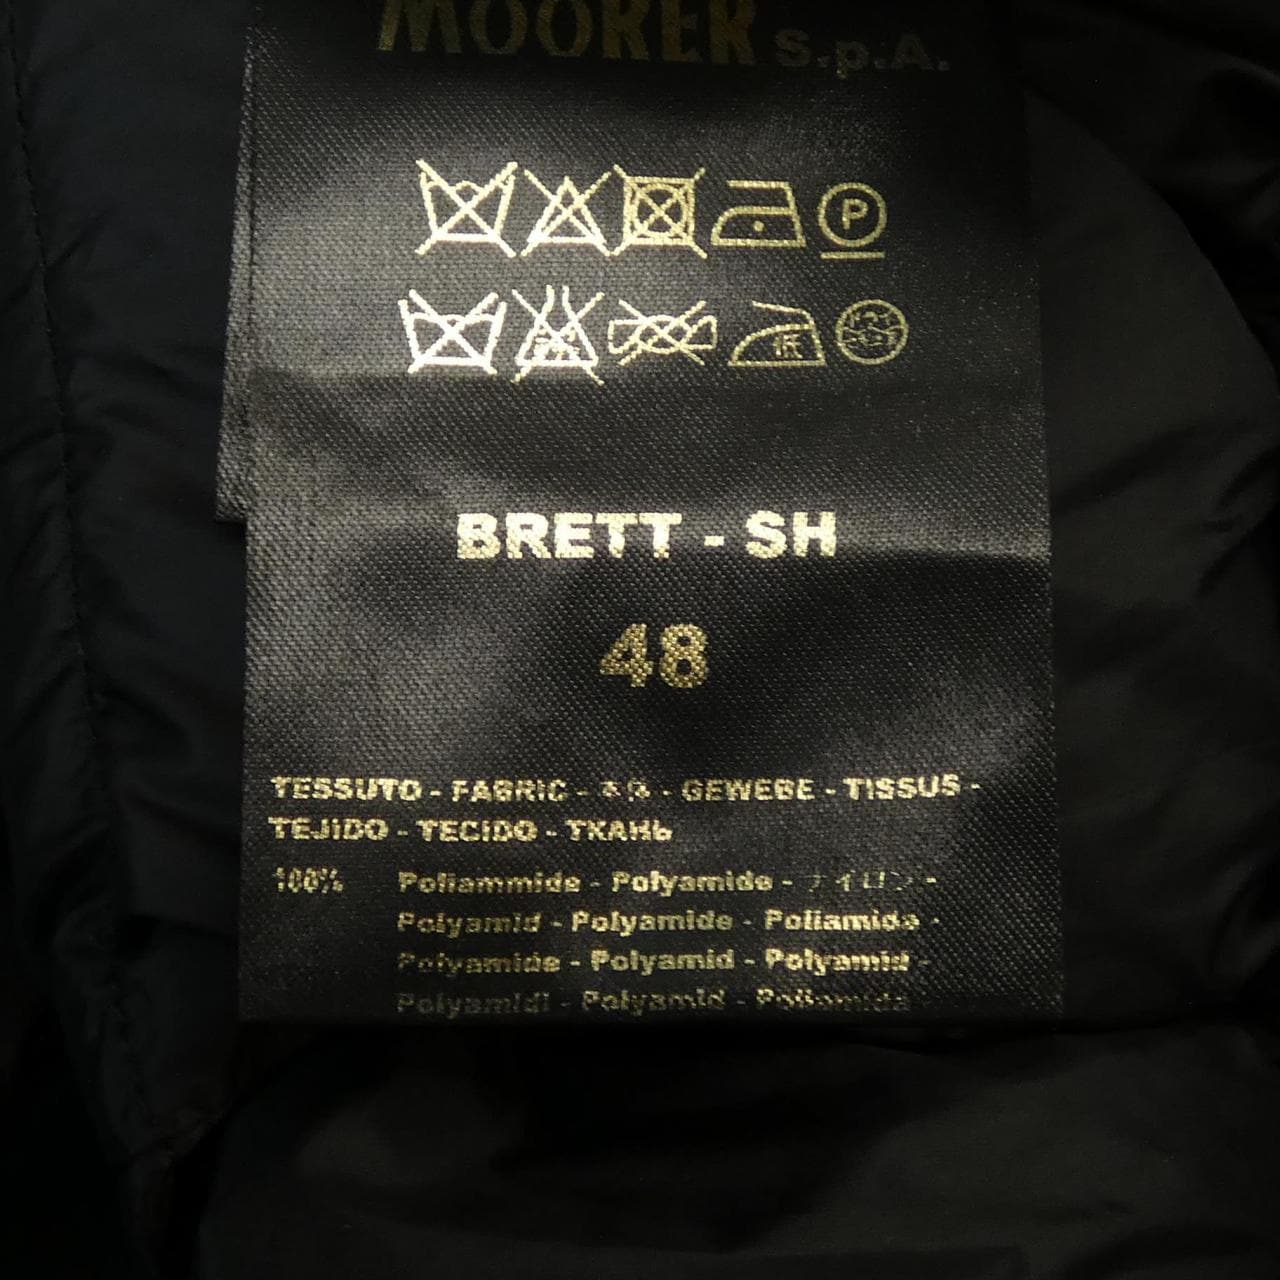 MOORER S.p.A.
P
BRETT - SH
48
TESSUTO - FABRIC - 本体 - GEWEBE - TISSUS -
TEJIDO - TECIDO - ТКАНЬ
100% Poliammide - Polyamide - ナイロン -
Polyamid - Polyamide - Poliamida -
Polyamide - Polyamid - Polyamid -
Polyamidi - Polyamid - Poliamida